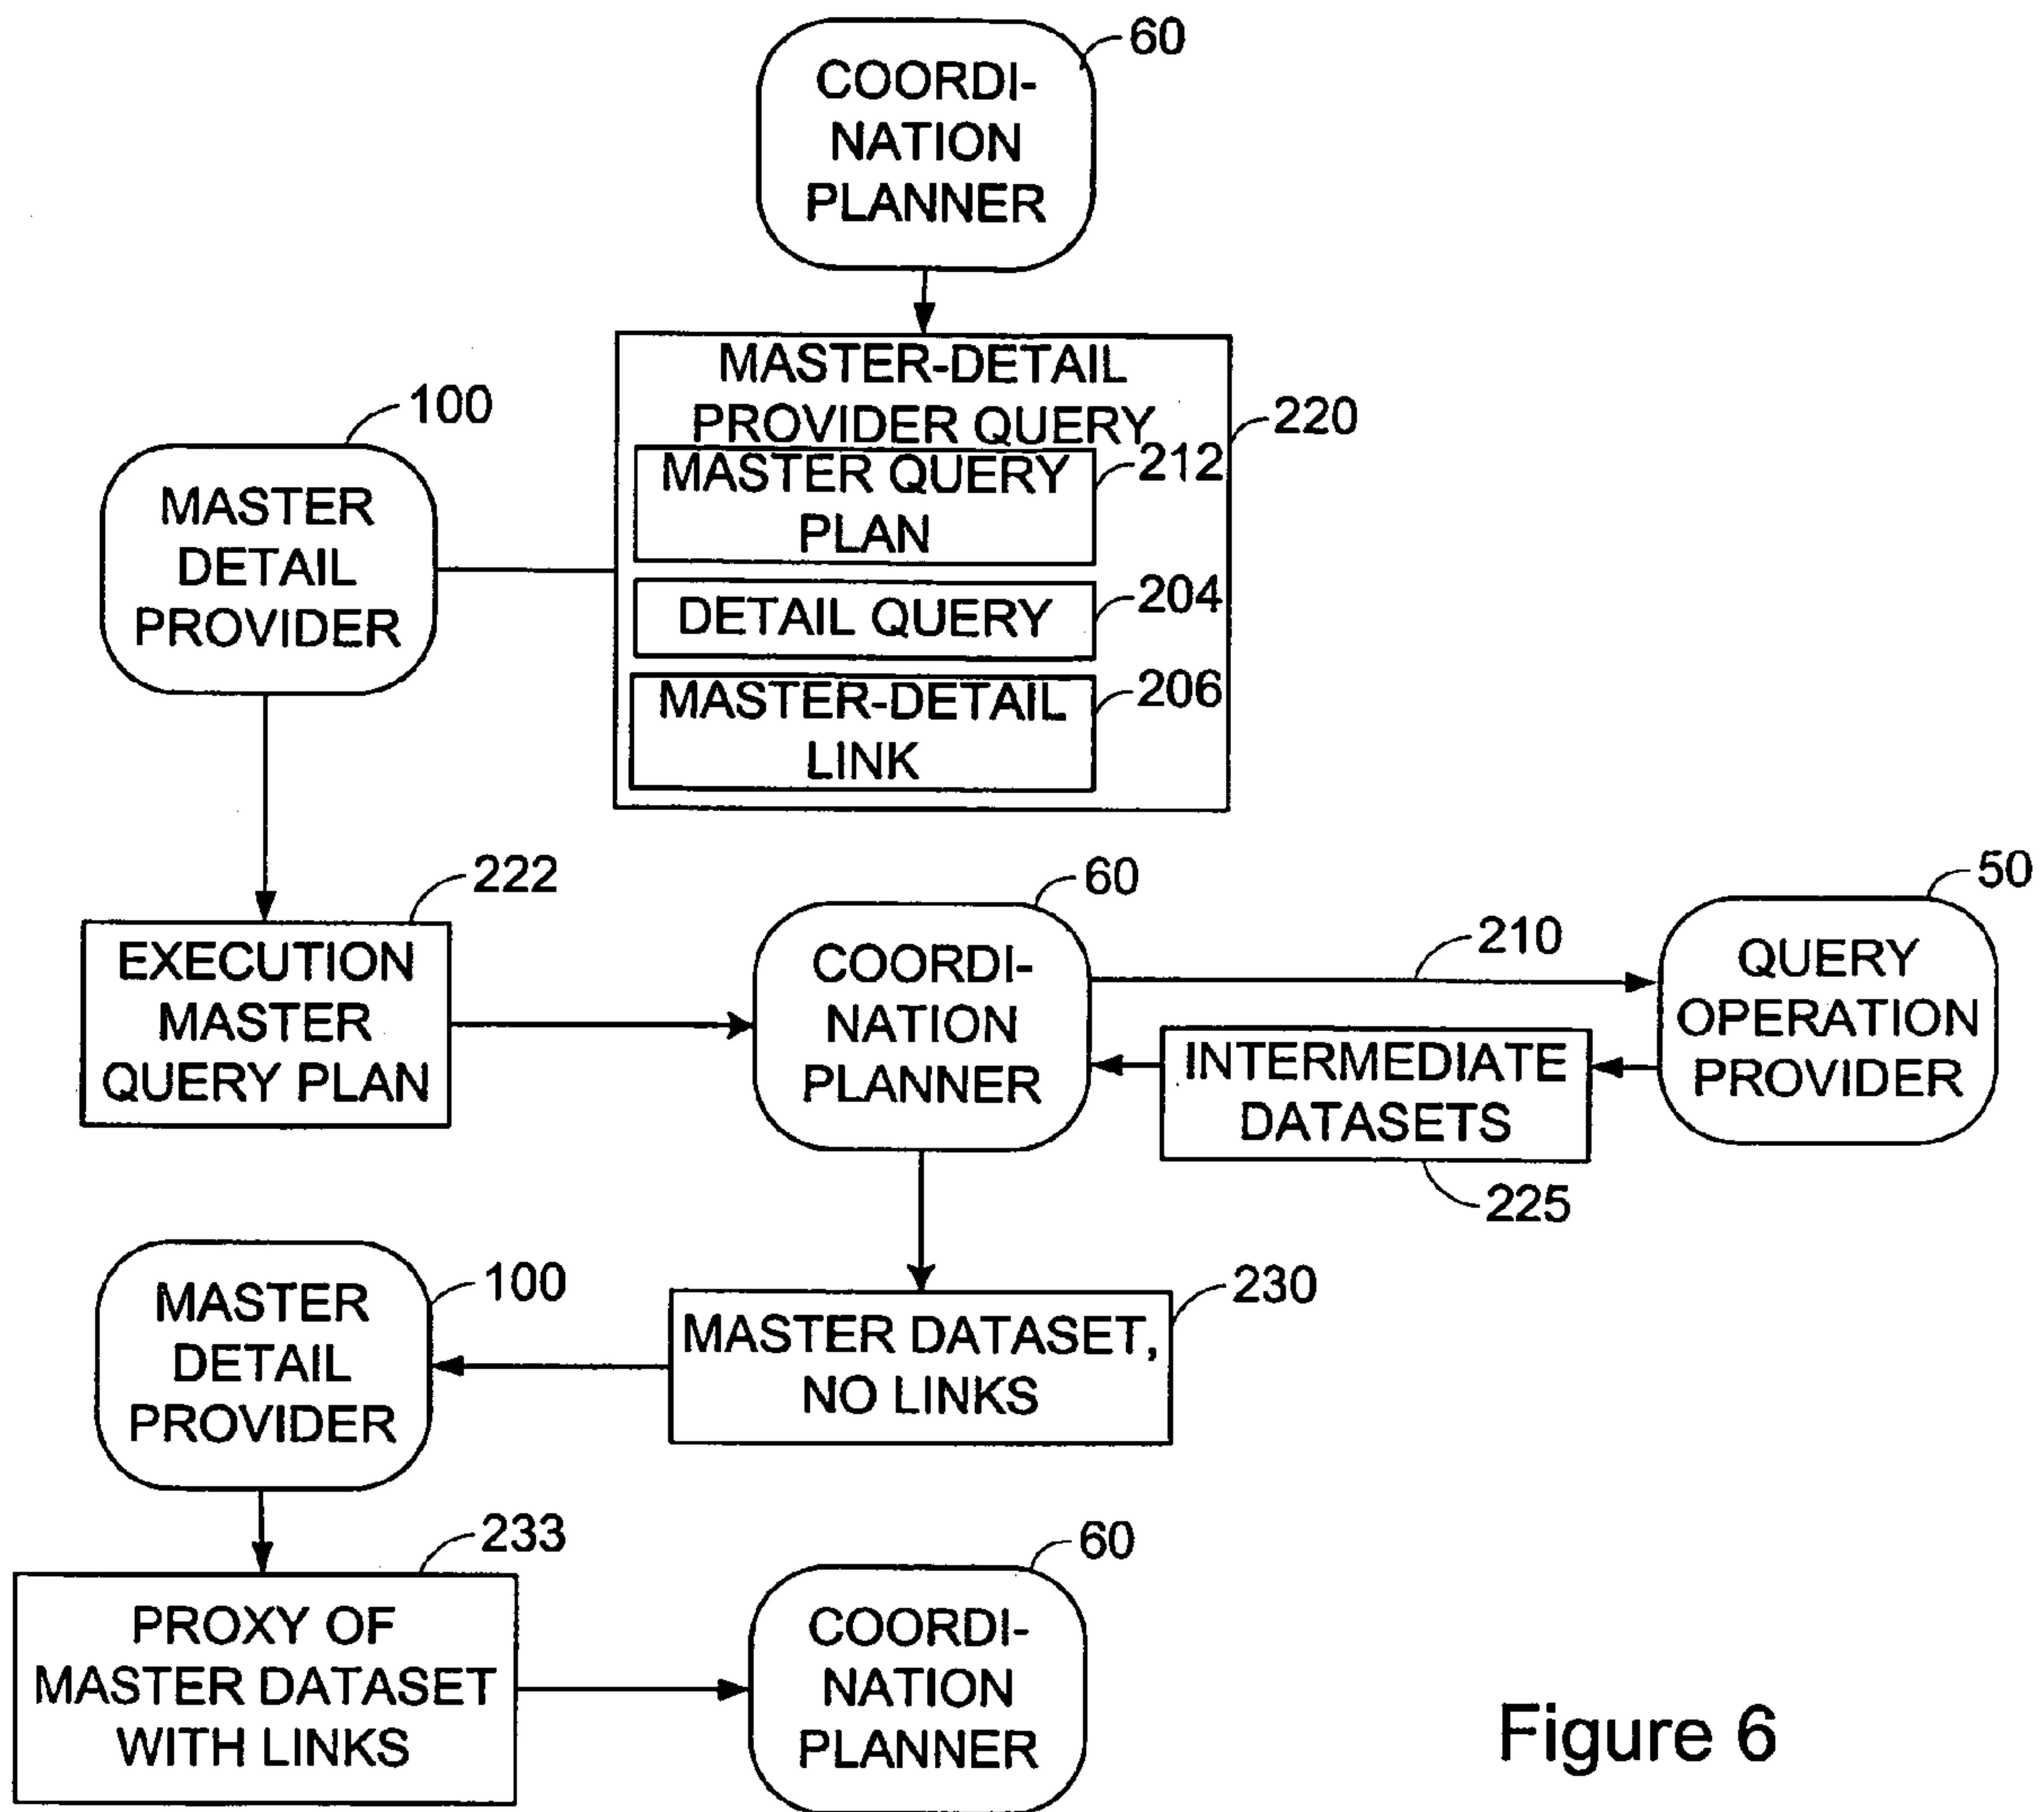 60
COORDI-
NATION
PLANNER
MASTER-DETAIL
PROVIDER QUERY
220
100
MASTER
DETAIL
PROVIDER
MASTER QUERY
PLAN
212
DETAIL QUERY
204
MASTER-DETAIL
LINK
206
222
EXECUTION
MASTER
QUERY PLAN
60
COORDI-
NATION
PLANNER
210
50
QUERY
OPERATION
PROVIDER
INTERMEDIATE
DATASETS
225
100
MASTER
DETAIL
PROVIDER
230
MASTER DATASET,
NO LINKS
233
PROXY OF
MASTER DATASET
WITH LINKS
60
COORDI-
NATION
PLANNER
Figure 6